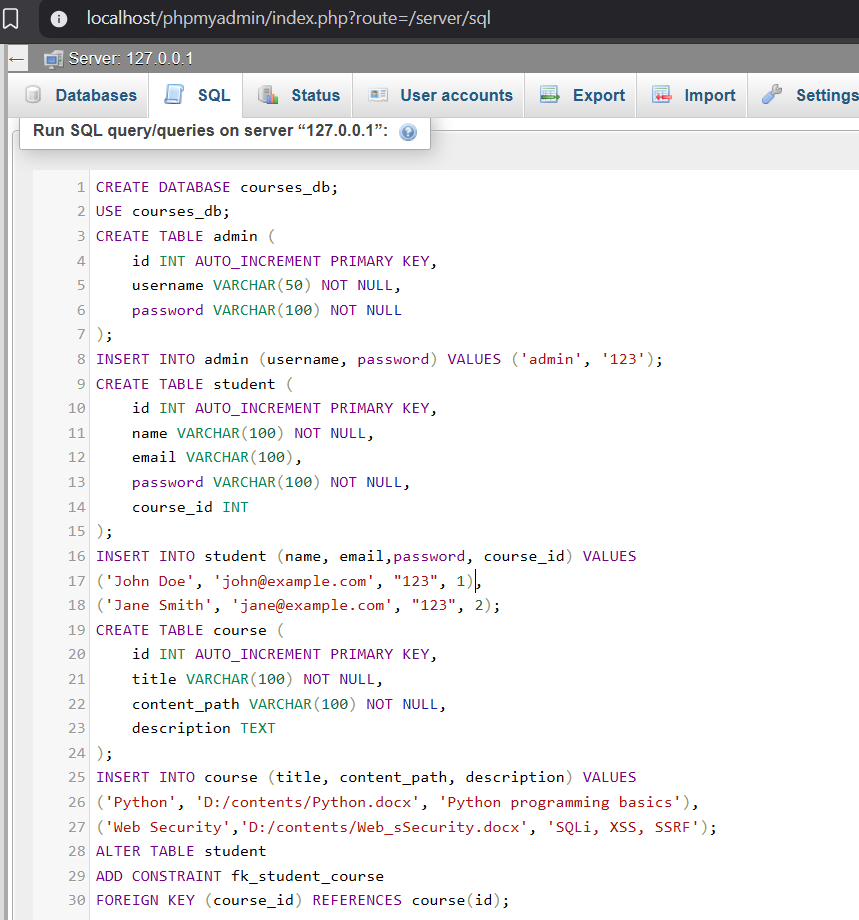 localhost/phpmyadmin/index.php?route=/server/sql
Server: 127.0.0.1
Databases SQL Status User accounts Export Import Settings
Run SQL query/queries on server “127.0.0.1”:
1 CREATE DATABASE courses_db;
2 USE courses_db;
3 CREATE TABLE admin (
4     id INT AUTO_INCREMENT PRIMARY KEY,
5     username VARCHAR(50) NOT NULL,
6     password VARCHAR(100) NOT NULL
7 );
8 INSERT INTO admin (username, password) VALUES ('admin', '123');
9 CREATE TABLE student (
10     id INT AUTO_INCREMENT PRIMARY KEY,
11     name VARCHAR(100) NOT NULL,
12     email VARCHAR(100),
13     password VARCHAR(100) NOT NULL,
14     course_id INT
15 );
16 INSERT INTO student (name, email,password, course_id) VALUES
17 ('John Doe', 'john@example.com', "123", 1),
18 ('Jane Smith', 'jane@example.com', "123", 2);
19 CREATE TABLE course (
20     id INT AUTO_INCREMENT PRIMARY KEY,
21     title VARCHAR(100) NOT NULL,
22     content_path VARCHAR(100) NOT NULL,
23     description TEXT
24 );
25 INSERT INTO course (title, content_path, description) VALUES
26 ('Python', 'D:/contents/Python.docx', 'Python programming basics'),
27 ('Web Security','D:/contents/Web_sSecurity.docx', 'SQLi, XSS, SSRF');
28 ALTER TABLE student
29 ADD CONSTRAINT fk_student_course
30 FOREIGN KEY (course_id) REFERENCES course(id);